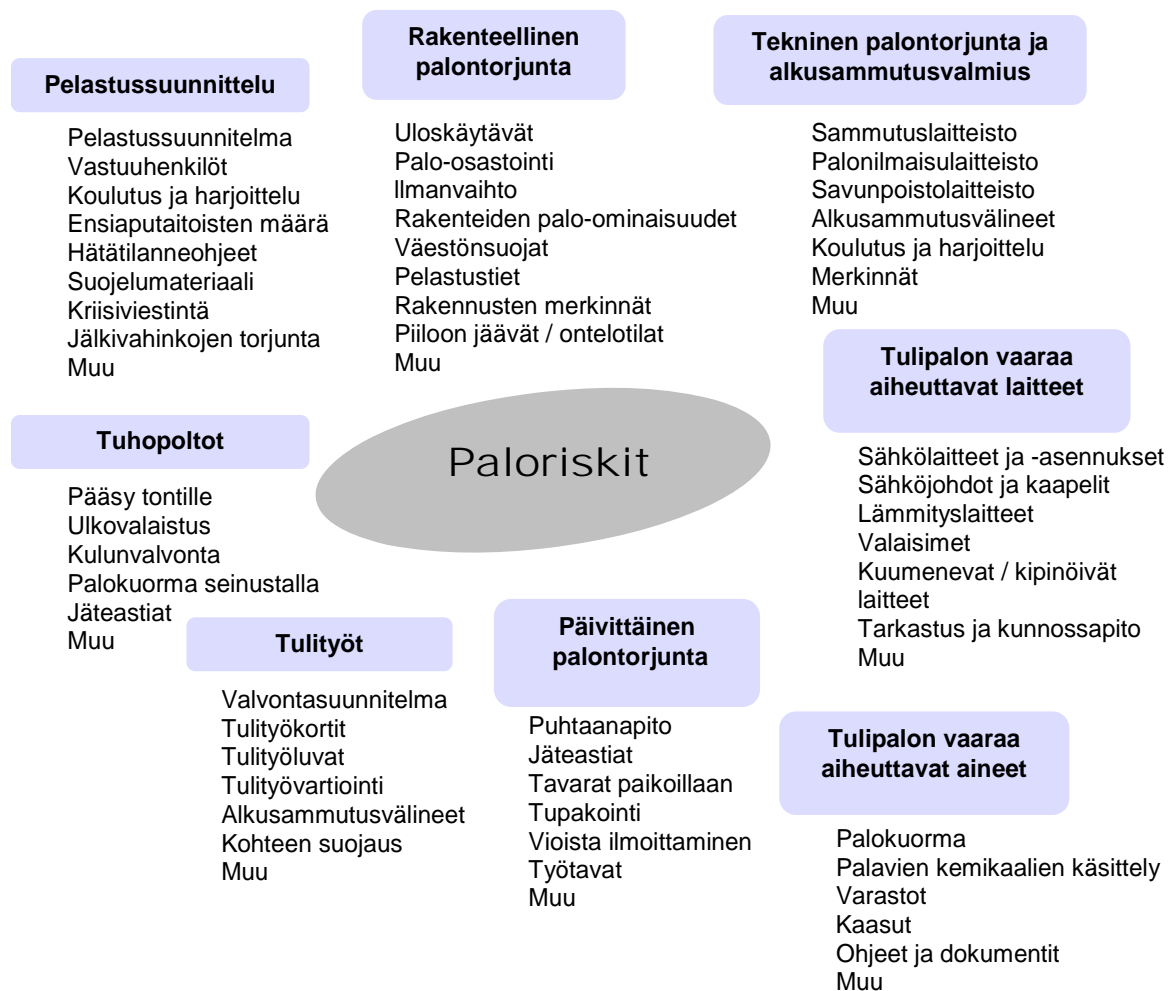 Pelastussuunnittelu
Pelastussuunnitelma
Vastuuhenkilöt
Koulutus ja harjoittelu
Ensiaputaitoisten määrä
Hätätilanneohjeet
Suojelumateriaali
Kriisiviestintä
Jälkivahinkojen torjunta
Muu
Rakenteellinen
palontorjunta
Uloskäytävät
Palo-osastointi
Ilmanvaihto
Rakenteiden palo-ominaisuudet
Väestönsuojat
Pelastustiet
Rakennusten merkinnät
Piiloon jäävät / ontelotilat
Muu
Tekninen palontorjunta ja
alkusammutusvalmius
Sammutuslaitteisto
Palonilmaisulaitteisto
Savunpoistolaitteisto
Alkusammutusvälineet
Koulutus ja harjoittelu
Merkinnät
Muu
Paloriskit
Tulipalon vaaraa
aiheuttavat laitteet
Sähkölaitteet ja -asennukset
Sähköjohdot ja kaapelit
Lämmityslaitteet
Valaisimet
Kuumenevat / kipinöivät
laitteet
Tarkastus ja kunnossapito
Muu
Tuhopoltot
Pääsy tontille
Ulkovalaistus
Kulunvalvonta
Palokuorma seinustalla
Jäteastiat
Muu
Tulityöt
Valvontasuunnitelma
Tulityökortit
Tulityöluvat
Tulityövartiointi
Alkusammutusvälineet
Kohteen suojaus
Muu
Päivittäinen
palontorjunta
Puhtaanapito
Jäteastiat
Tavarat paikoillaan
Tupakointi
Vioista ilmoittaminen
Työtavat
Muu
Tulipalon vaaraa
aiheuttavat aineet
Palokuorma
Palavien kemikaalien käsittely
Varastot
Kaasut
Ohjeet ja dokumentit
Muu